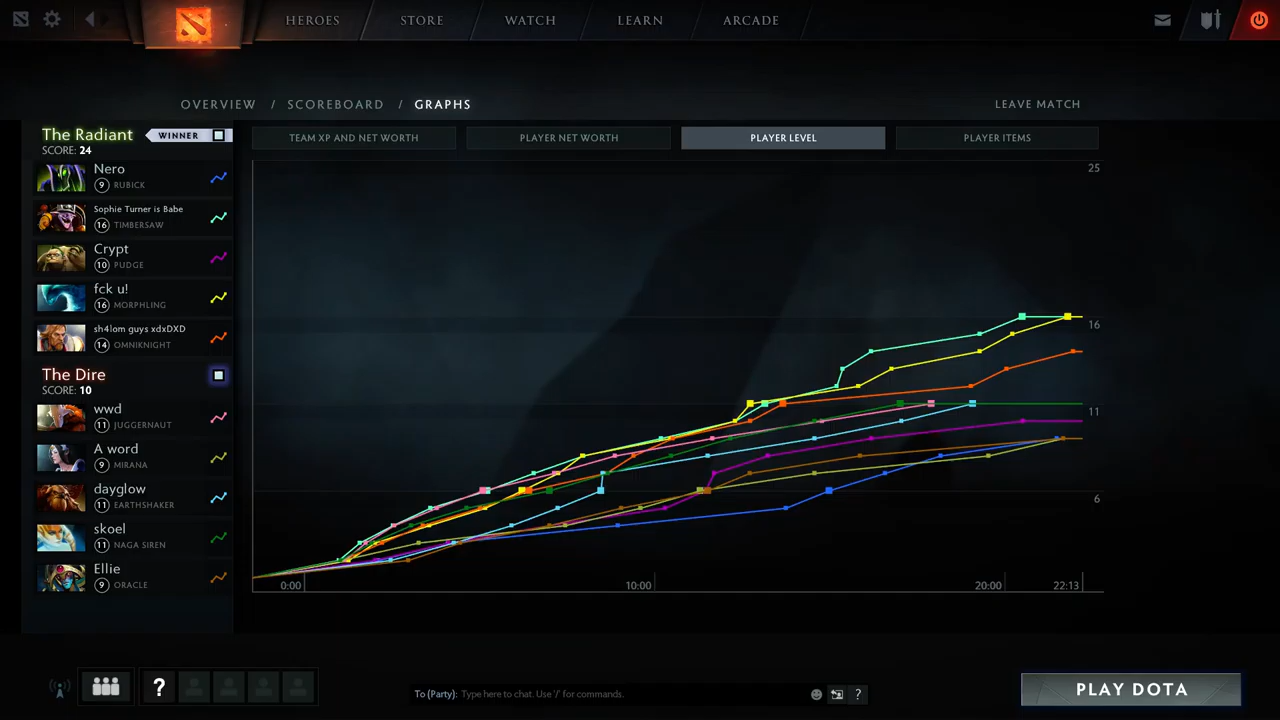 HEROES STORE WATCH LEARN ARCADE
OVERVIEW / SCOREBOARD / GRAPHS LEAVE MATCH
The Radiant WINNER
SCORE: 24
TEAM XP AND NET WORTH PLAYER NET WORTH PLAYER LEVEL PLAYER ITEMS
Nero
9 RUBICK
Sophie Turner is Babe
16 TIMBERSAW
Crypt
10 PUDGE
fck u!
16 MORPHLING
sh4lom guys xdxDXD
14 OMNIKNIGHT
The Dire
SCORE: 10
wwd
11 JUGGERNAUT
A word
9 MIRANA
dayglow
11 EARTHSHAKER
skoel
11 NAGA SIREN
Ellie
9 ORACLE
25
16
11
6
0:00 10:00 20:00 22:13
?
To (Party): Type here to chat. Use '/' for commands. ?
PLAY DOTA